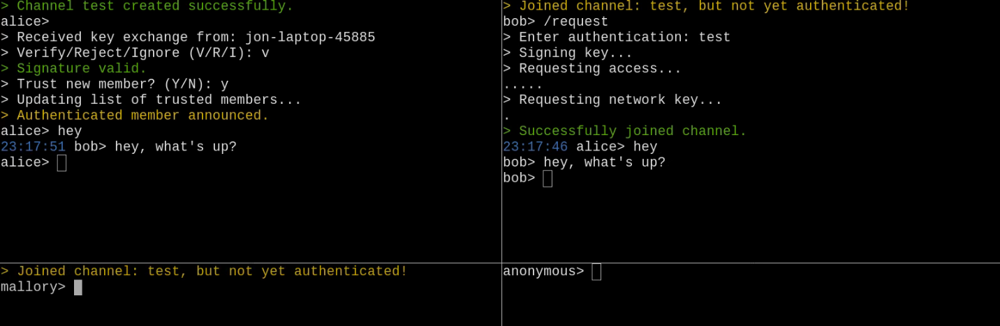 > Channel test created successfully.
alice>
> Received key exchange from: jon-laptop-45885
> Verify/Reject/Ignore (V/R/I): v
> Signature valid.
> Trust new member? (Y/N): y
> Updating list of trusted members...
> Authenticated member announced.
alice> hey
23:17:51 bob> hey, what's up?
alice>
> Joined channel: test, but not yet authenticated!
bob> /request
> Enter authentication: test
> Signing key...
> Requesting access...
.....
> Requesting network key...
.
> Successfully joined channel.
23:17:46 alice> hey
bob> hey, what's up?
bob>
> Joined channel: test, but not yet authenticated!
mallory>
anonymous>